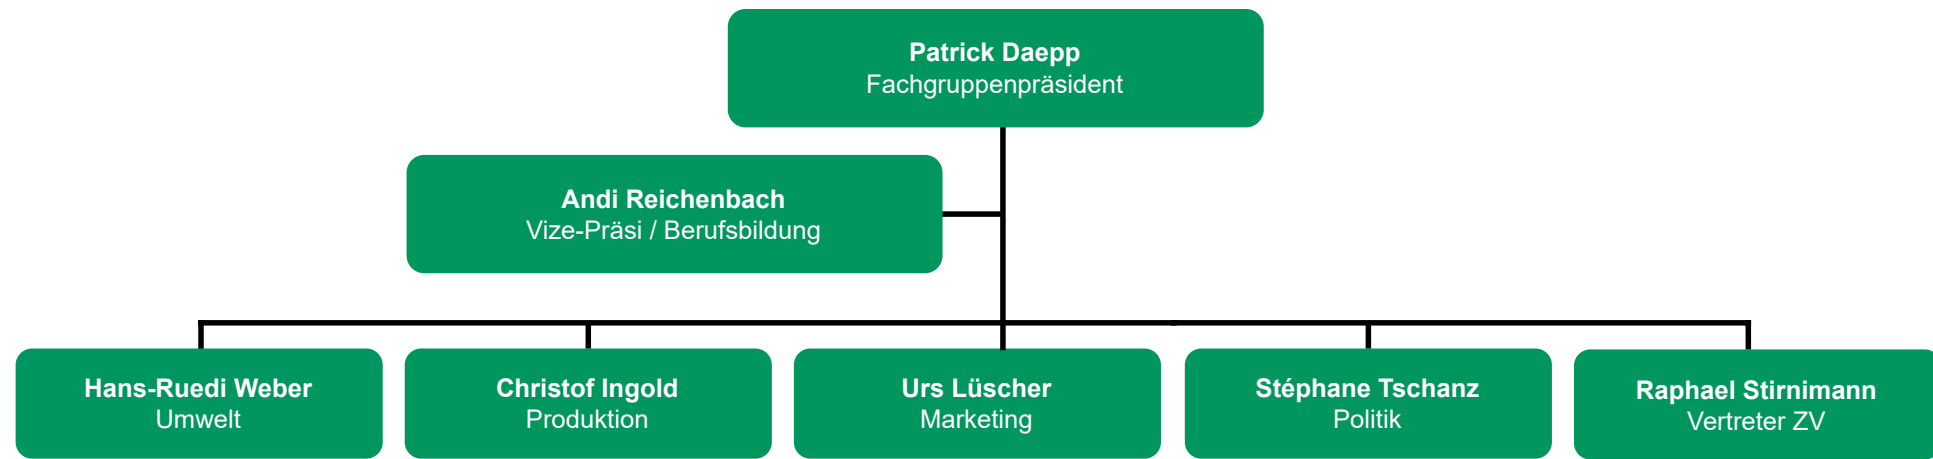 Patrick Daepp
Fachgruppenpräsident
Andi Reichenbach
Vize-Präsi / Berufsbildung
Hans-Ruedi Weber
Umwelt
Christof Ingold
Produktion
Urs Lüscher
Marketing
Stéphane Tschanz
Politik
Raphael Stirnimann
Vertreter ZV